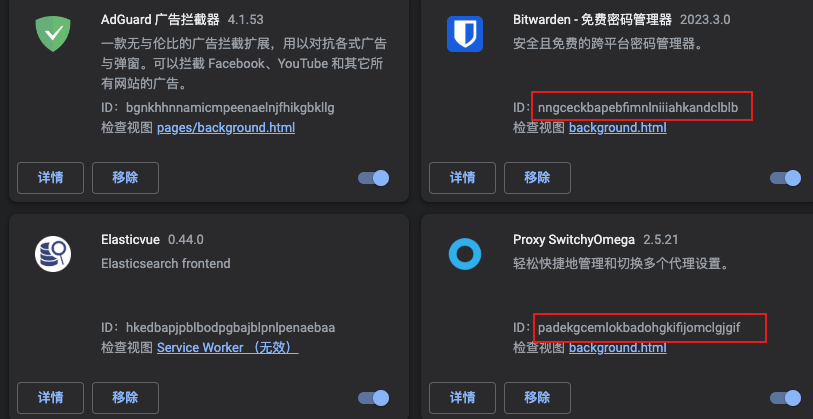 AdGuard 广告拦截器 4.1.53
一款无与伦比的广告拦截扩展，用以对抗各式广告
与弹窗。可以拦截 Facebook、YouTube 和其它所
有网站的广告。
ID：bgnkhhnnamicmpeenaelnjfhikgbkllg
检查视图 pages/background.html
详情 移除
Bitwarden - 免费密码管理器 2023.3.0
安全且免费的跨平台密码管理器。
ID：nngceckbapebfimnlniiiahkandclblb
检查视图 background.html
详情 移除
Elasticvue 0.44.0
Elasticsearch frontend
ID：hkedbapjpblbodpgbajblpnlpenaebaa
检查视图 Service Worker （无效）
详情 移除
Proxy SwitchyOmega 2.5.21
轻松快捷地管理和切换多个代理设置。
ID：padekgcemlokbadohgkifijomclgjgif
检查视图 background.html
详情 移除